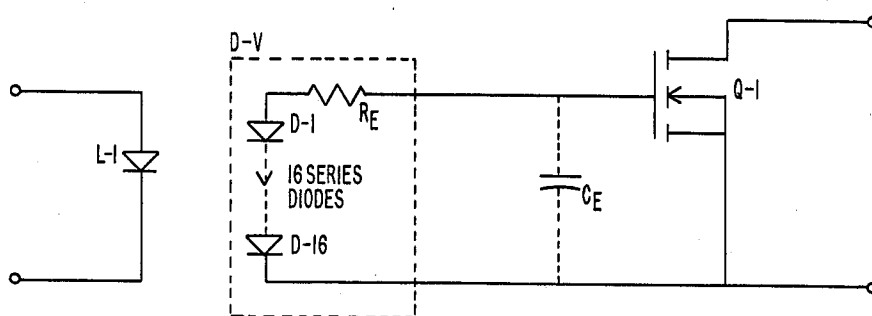 D-V
D-1
R_E
Q-1
L-1
16 SERIES
DIODES
C_E
D-16